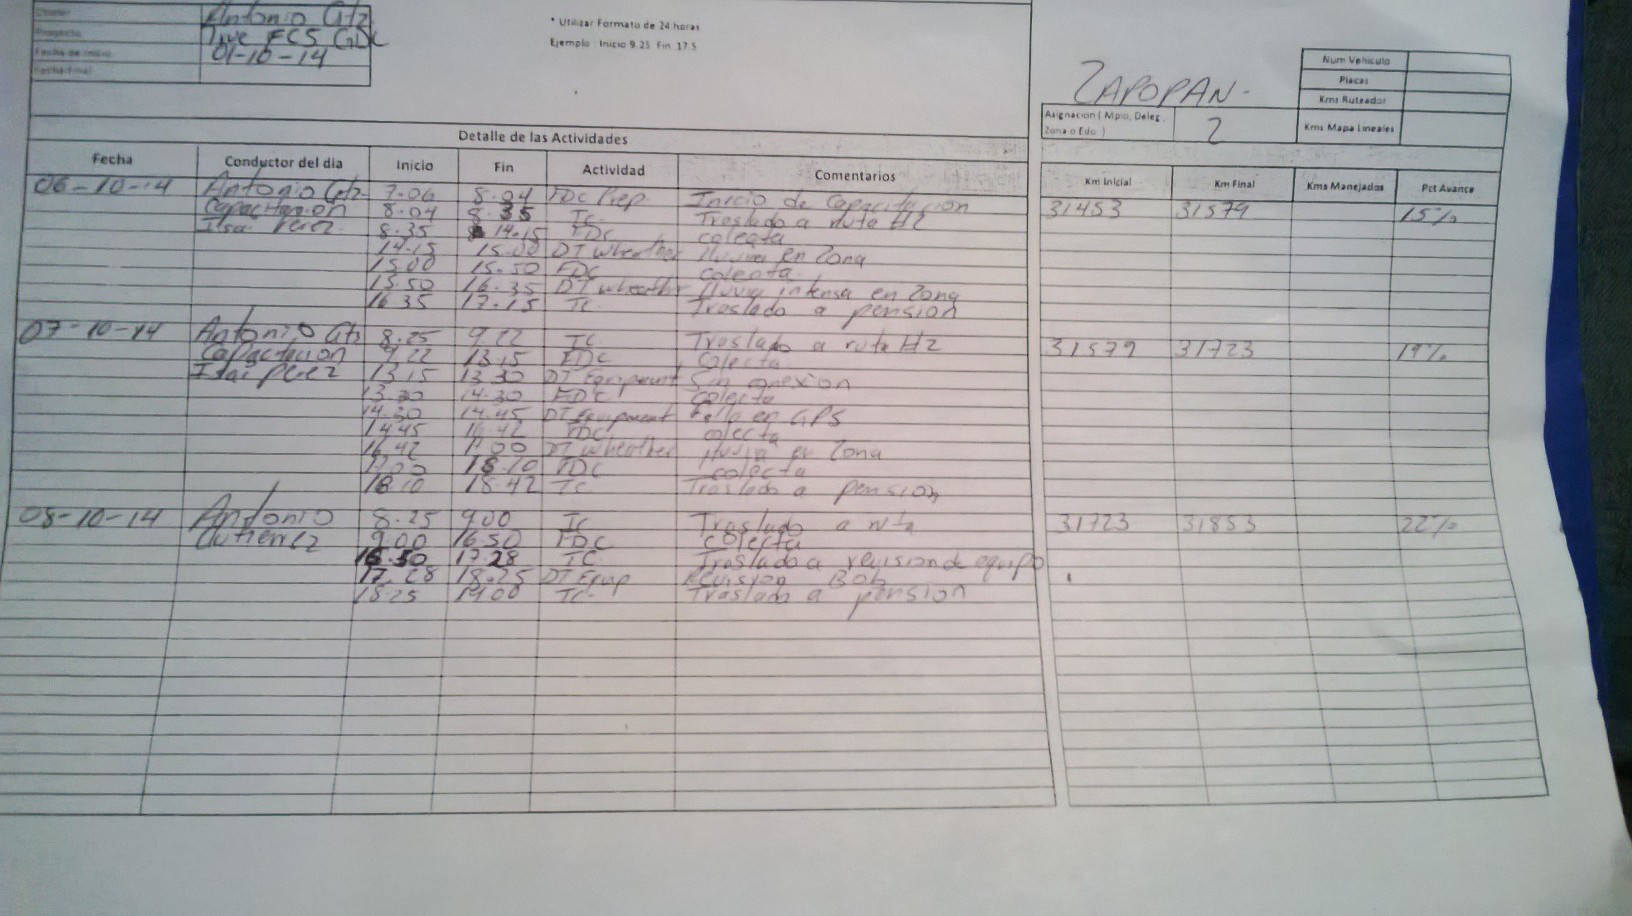 Antonio Gtz
Drive FCS GDL
Fecha de Inicio 01-10-14
Fecha Final
* Utilizar Formato de 24 horas
Ejemplo : Inicio 9.25 Fin 17.5
ZAPOPAN-
Num Vehiculo
Placas
Kms Ruteador
Kms Mapa Lineales
Asignacion ( Mpio, Deleg,
Zona o Edo ) 2
Detalle de las Actividades
Fecha Conductor del dia Inicio Fin Actividad Comentarios Km Inicial Km Final Kms Manejados Pct Avance
06-10-14 Antonio Gtz- 7.06 8.04 FDC Prep Inicio de Capacitacion 31453 31579 15%
Capacitacion 8.04 8.35 TC. Traslado a ruta #2
Isai Perez 8.35 14.15 FDC colecta
14.15 15.00 DT wheather lluvia en Zona
15.00 15.50 FDC colecta
15.50 16.35 DT wheather lluvia intensa en Zona
16.35 17.15 TC. Traslado a pension
07-10-14 Antonio Gtz 8.25 9.22 TC Traslado a ruta #2 31579 31723 19%
Capactacion 9.22 13.15 FDC Colecta
Isai Perez 13.15 13.30 DT Equipment Sin conexion
13.30 14.30 FDC Colecta
14.30 14.45 DT Equipment Falla en GPS
14.45 16.42 FDC colecta
16.42 17.00 DT wheather lluvia en Zona
17.00 18.10 FDC colecta
18.10 18.42 TC Traslado a pension
08-10-14 Antonio 8.25 9.00 TC Traslado a ruta 31723 31853 22%
Gutierrez 9.00 16.50 FDC colecta
16.50 17.28 TC Traslado a revision de equipo
17.28 18.25 DT Equip Revision Bob
18.25 19.00 TC. Traslado a pension